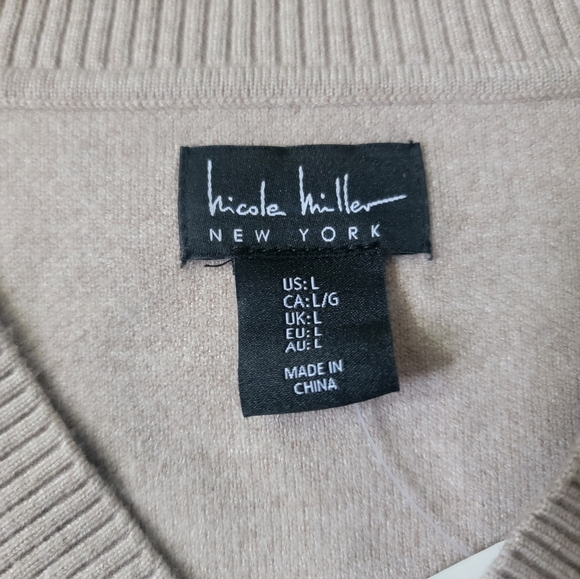 nicole miller
NEW YORK
US: L
CA: L/G
UK: L
EU: L
AU: L
MADE IN
CHINA